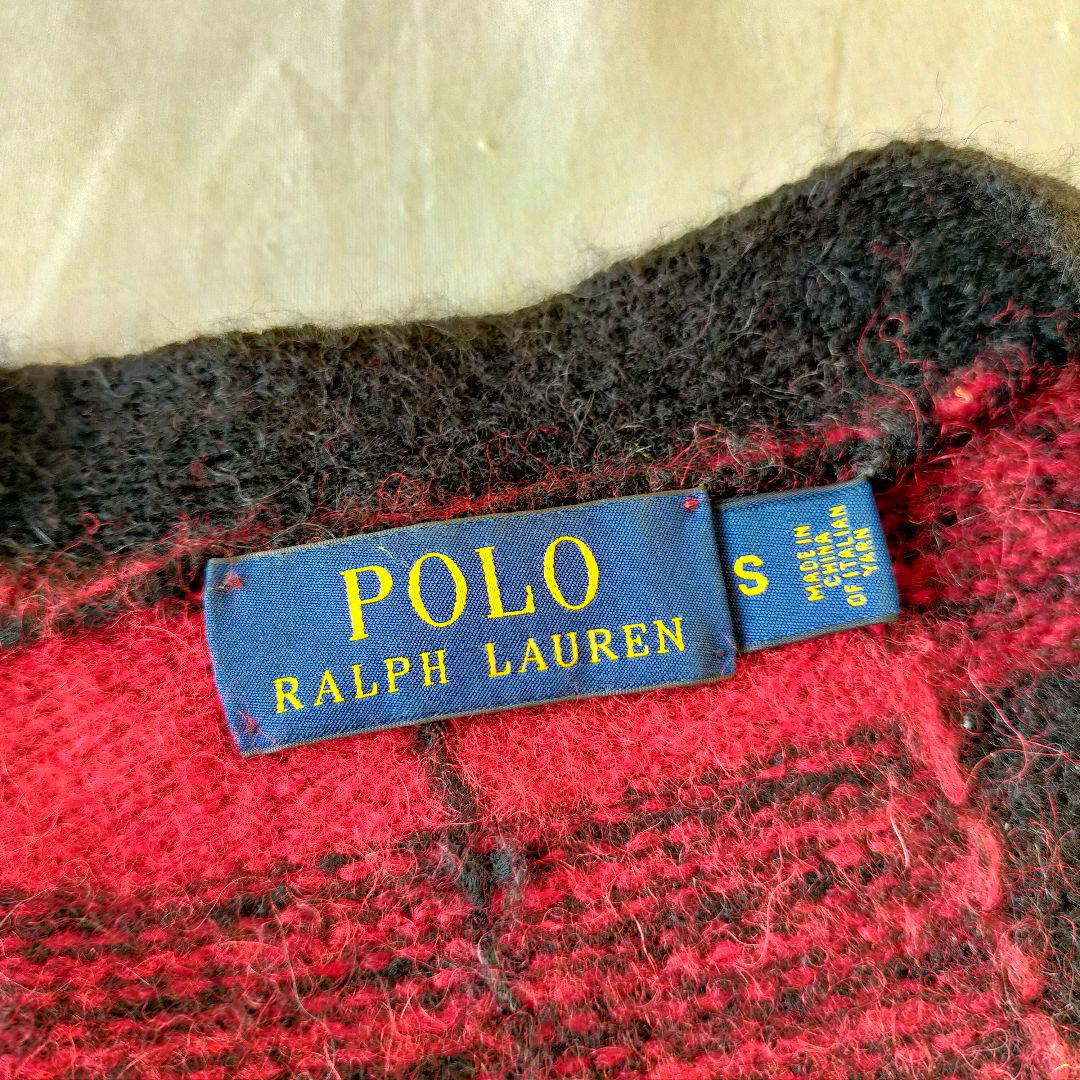 POLO
RALPH LAUREN
S
MADE IN
CHINA
OF ITALIAN
YARN